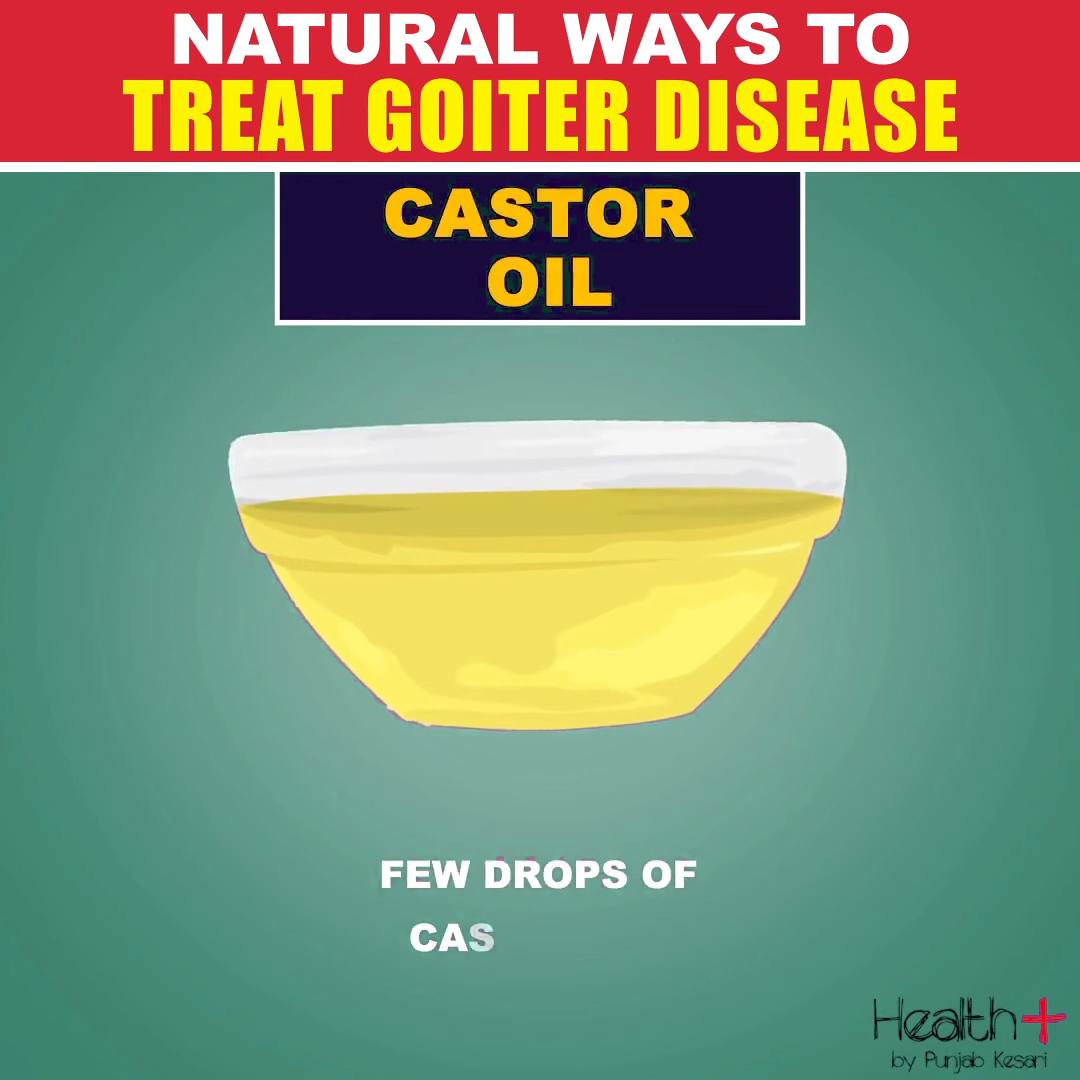 NATURAL WAYS TO
TREAT GOITER DISEASE
CASTOR
OIL
FEW DROPS OF
CAS
Health+
by Punjab Kesari